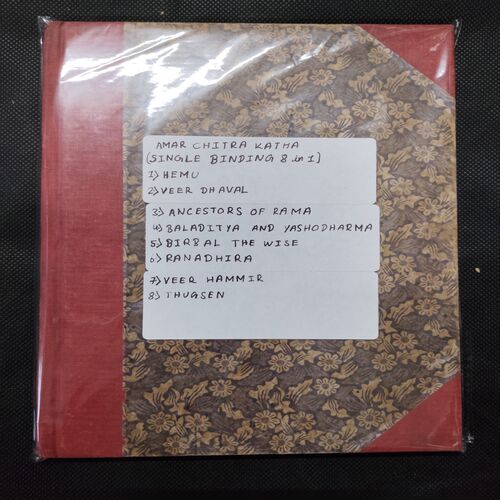 AMAR CHITRA KATHA
(SINGLE BINDING 8 in 1)
1) HEMU
2) VEER DHAVAL
3) ANCESTORS OF RAMA
4) BALADITYA AND YASHODHARMA
5) BIRBAL THE WISE
6) RANADHIRA
7) VEER HAMMIR
8) THUGSEN